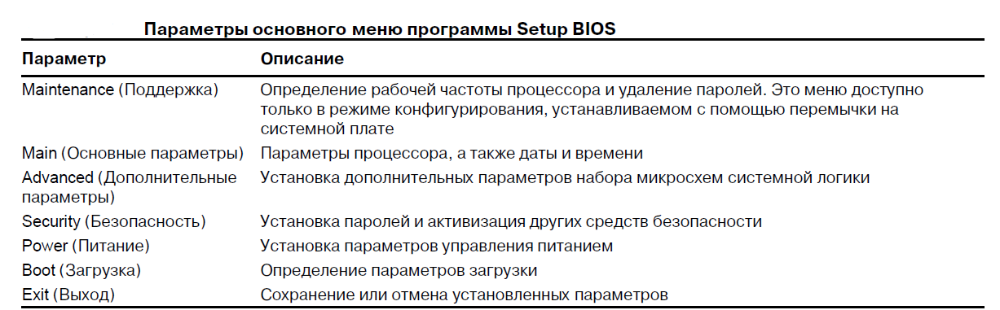 Параметры основного меню программы Setup BIOS
Параметр Описание
Maintenance (Поддержка) Определение рабочей частоты процессора и удаление паролей. Это меню доступно
только в режиме конфигурирования, устанавливаемом с помощью перемычки на
системной плате
Main (Основные параметры) Параметры процессора, а также даты и времени
Advanced (Дополнительные Установка дополнительных параметров набора микросхем системной логики
параметры)
Security (Безопасность) Установка паролей и активизация других средств безопасности
Power (Питание) Установка параметров управления питанием
Boot (Загрузка) Определение параметров загрузки
Exit (Выход) Сохранение или отмена установленных параметров